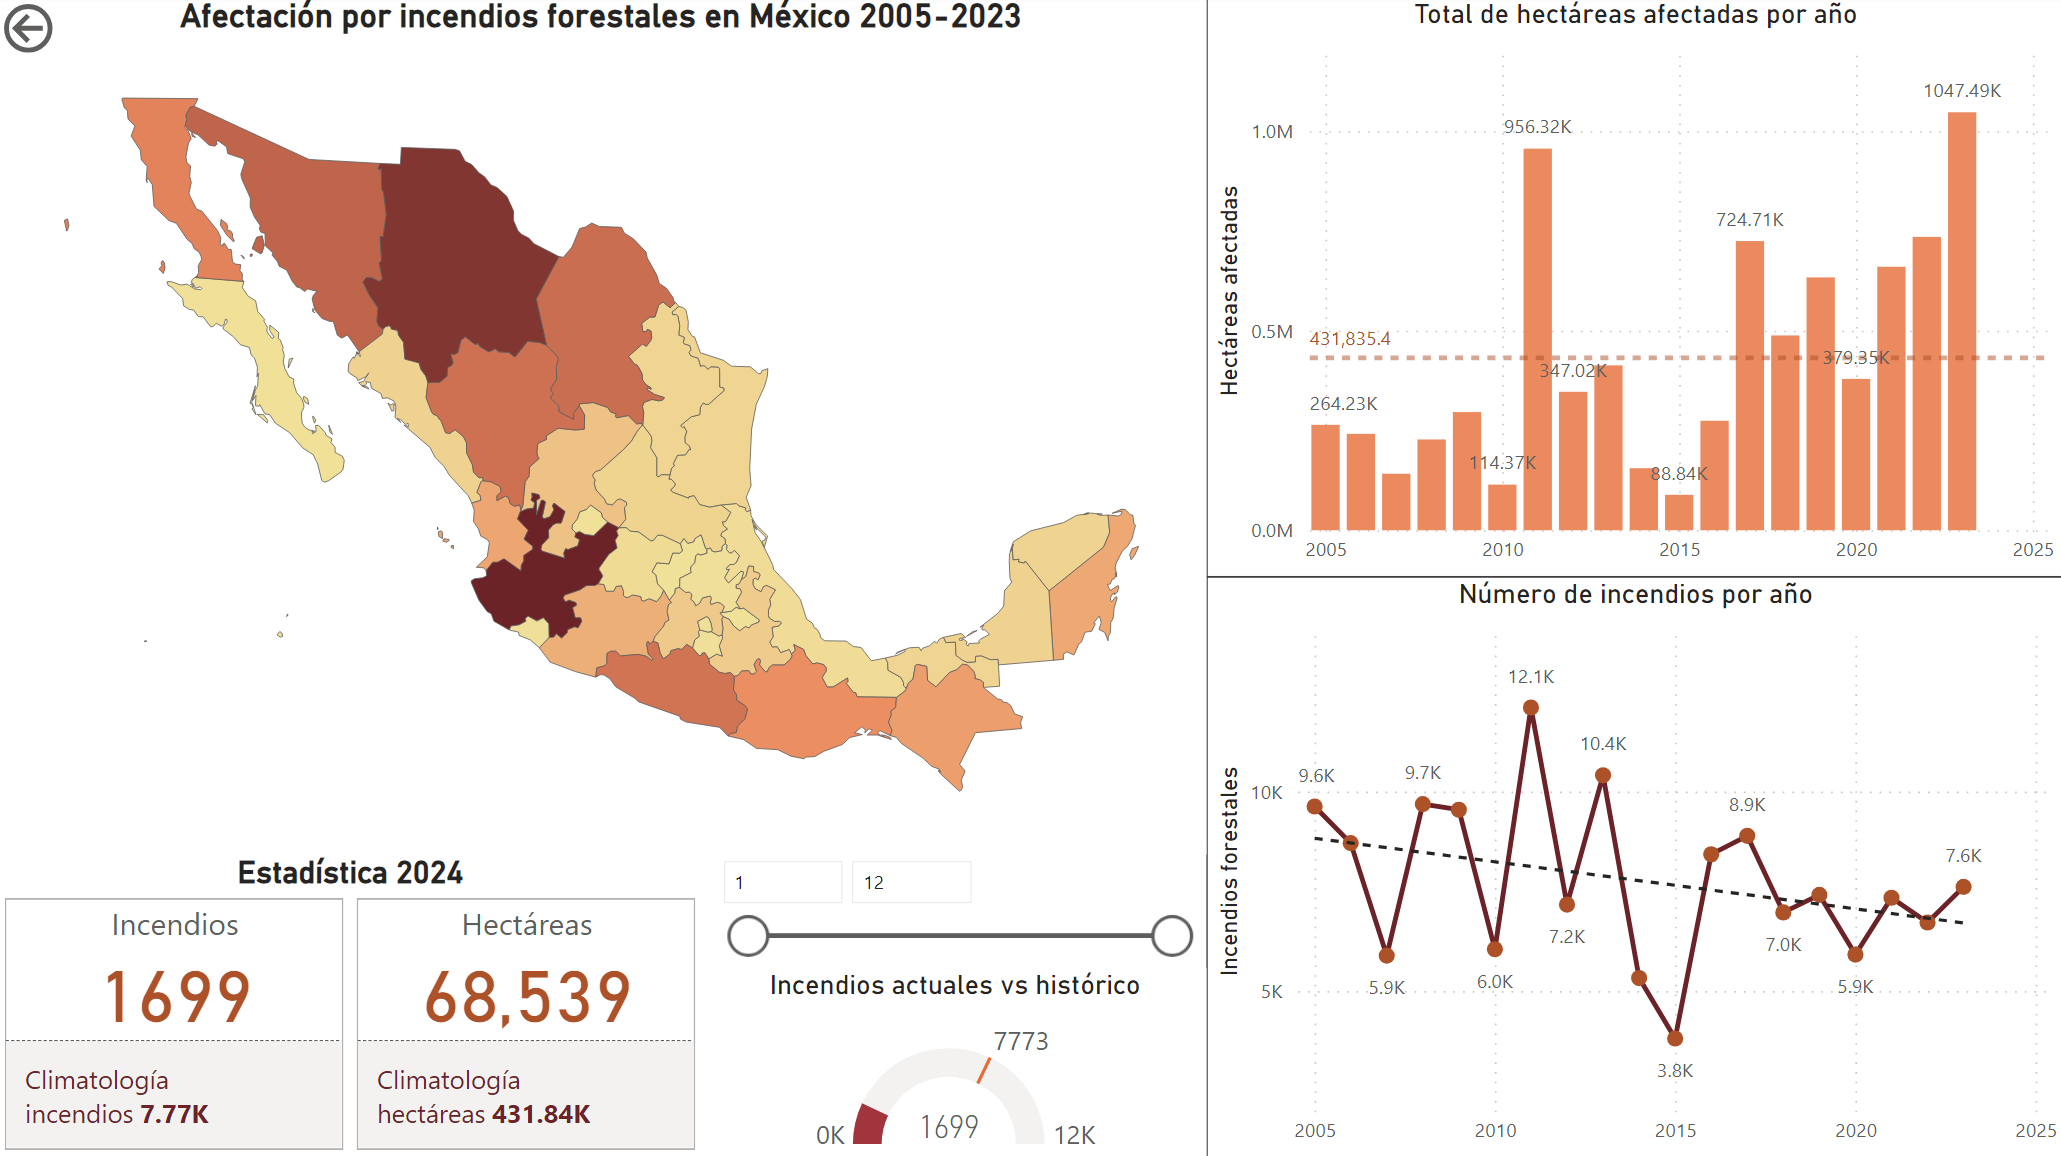 Afectación por incendios forestales en México 2005-2023
Estadística 2024
Incendios
1699
Climatología
incendios 7.77K
Hectáreas
68,539
Climatología
hectáreas 431.84K
1
12
Incendios actuales vs histórico
7773
0K
1699
12K
Total de hectáreas afectadas por año
Hectáreas afectadas
1.0M
0.5M
0.0M
431,835.4
264.23K
114.37K
956.32K
347.02K
88.84K
724.71K
379.35K
1047.49K
2005
2010
2015
2020
2025
Número de incendios por año
Incendios forestales
10K
5K
9.6K
5.9K
9.7K
6.0K
12.1K
7.2K
10.4K
3.8K
8.9K
7.0K
5.9K
7.6K
2005
2010
2015
2020
2025